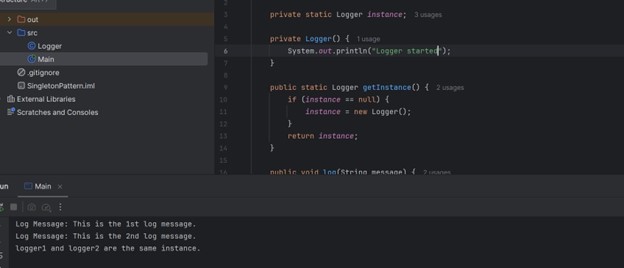 out
src
Logger
Main
.gitignore
SingletonPattern.iml
External Libraries
Scratches and Consoles
2
3 private static Logger instance; 3 usages
4
5 private Logger() { 1 usage
6 System.out.println("Logger started");
7 }
8
9 public static Logger getInstance() { 2 usages
10 if (instance == null) {
11 instance = new Logger();
12 }
13 return instance;
14 }
15
16 public void log(String message) { 2 usages
Main
Log Message: This is the 1st log message.
Log Message: This is the 2nd log message.
logger1 and logger2 are the same instance.